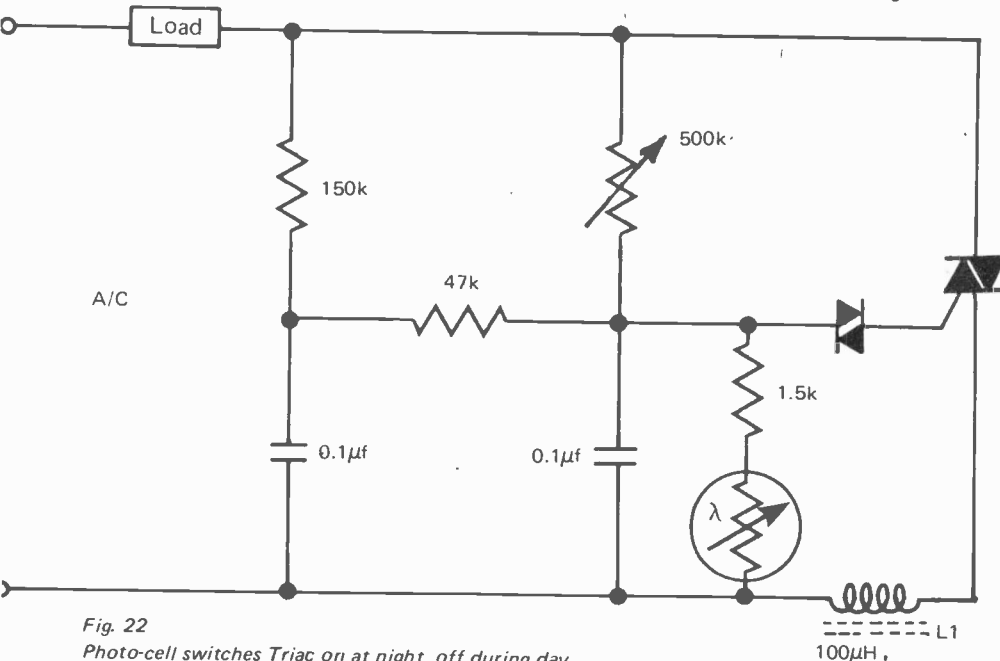 Load
500k
150k
47k
A/C
1.5k
0.1µf
0.1µf
λ
Fig. 22
Photo-cell switches Triac on at night, off during day
L1
100µH,